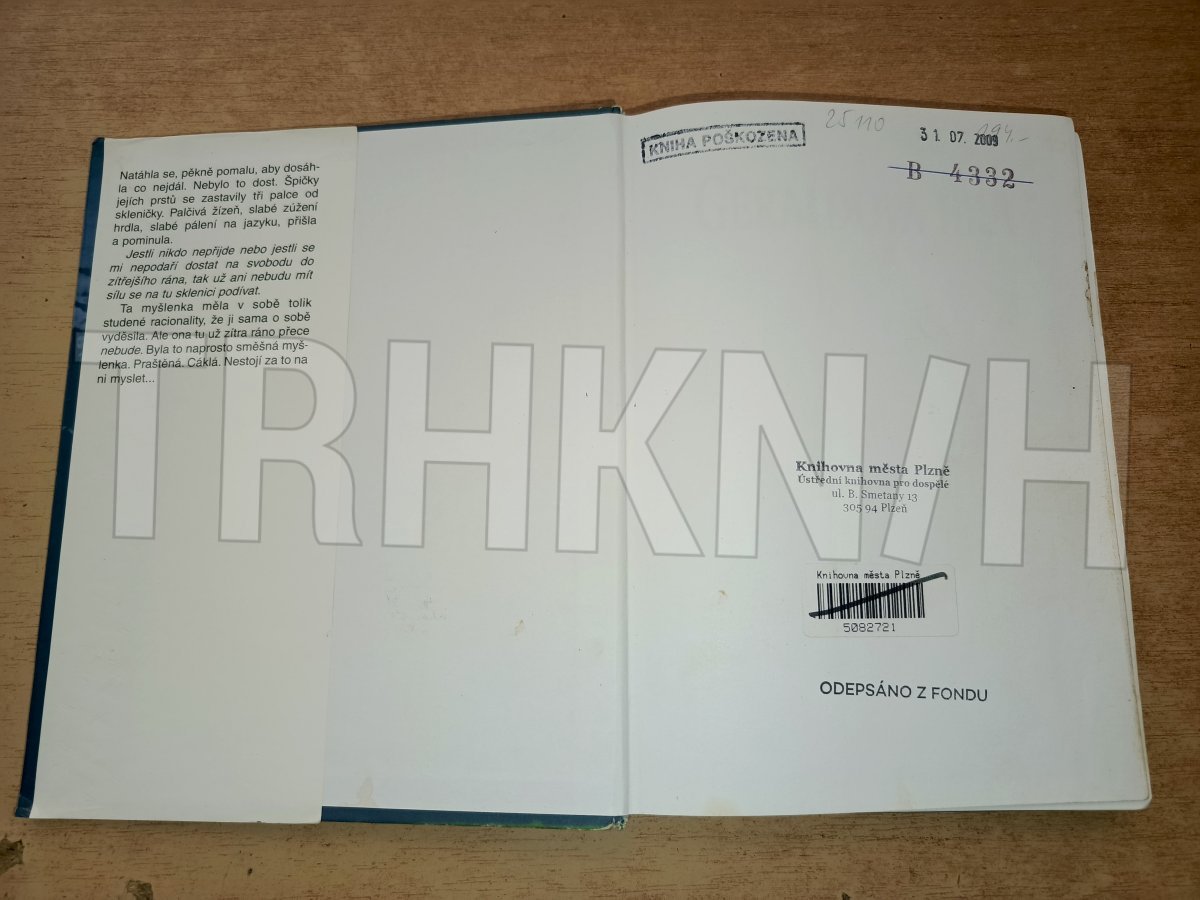 Natáhla se, pěkně pomalu, aby dosáh-
la co nejdál. Nebylo to dost. Špičky
jejích prstů se zastavily tři palce od
skleničky. Palčivá žízeň, slabé zúžení
hrdla, slabé pálení na jazyku, přišla
a pominula.
Jestli nikdo nepřijde nebo jestli se
mi nepodaří dostat na svobodu do
zítřejšího rána, tak už ani nebudu mít
sílu se na tu sklenici podívat.
Ta myšlenka měla v sobě tolik
studené racionality, že ji sama o sobě
vyděsila. Ale ona tu už zítra ráno přece
nebude. Byla to naprosto směšná myš-
lenka. Praštěná. Cáklá. Nestojí za to na
ni myslet...
KNIHA POŠKOZENA
25 110
194.-
31 07. 2009
B 4332
Knihovna města Plzně
Ústřední knihovna pro dospělé
ul. B. Smetany 13
305 94 Plzeň
Knihovna města Plzně
5082721
ODEPSÁNO Z FONDU
TRHKN/H